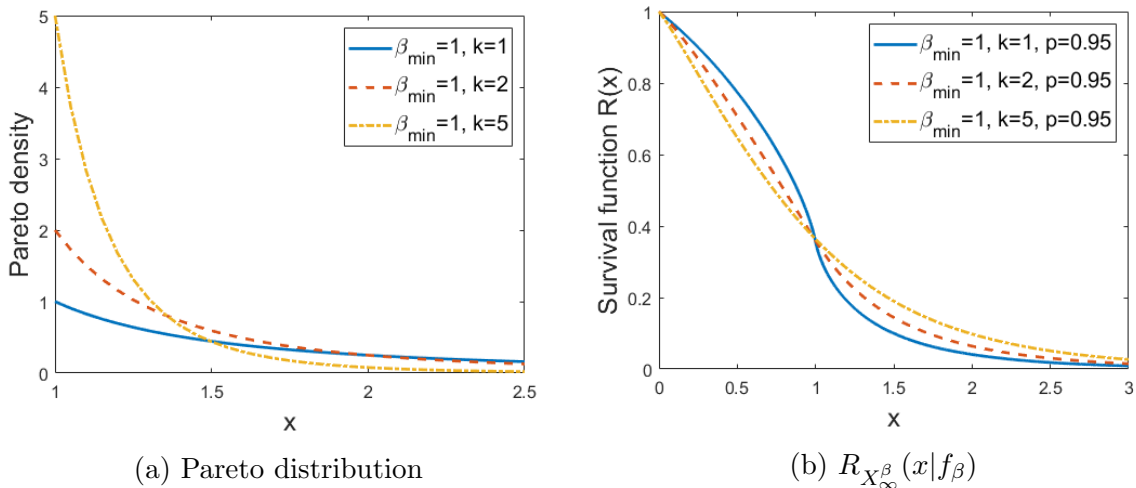 5
4
3
2
1
0
1
1.5
2
2.5
Pareto density
x
β_min=1, k=1
β_min=1, k=2
β_min=1, k=5
(a) Pareto distribution
1
0.8
0.6
0.4
0.2
0
0
0.5
1
1.5
2
2.5
3
Survival function R(x)
x
β_min=1, k=1, p=0.95
β_min=1, k=2, p=0.95
β_min=1, k=5, p=0.95
(b) R_{X_∞^β}(x|f_β)